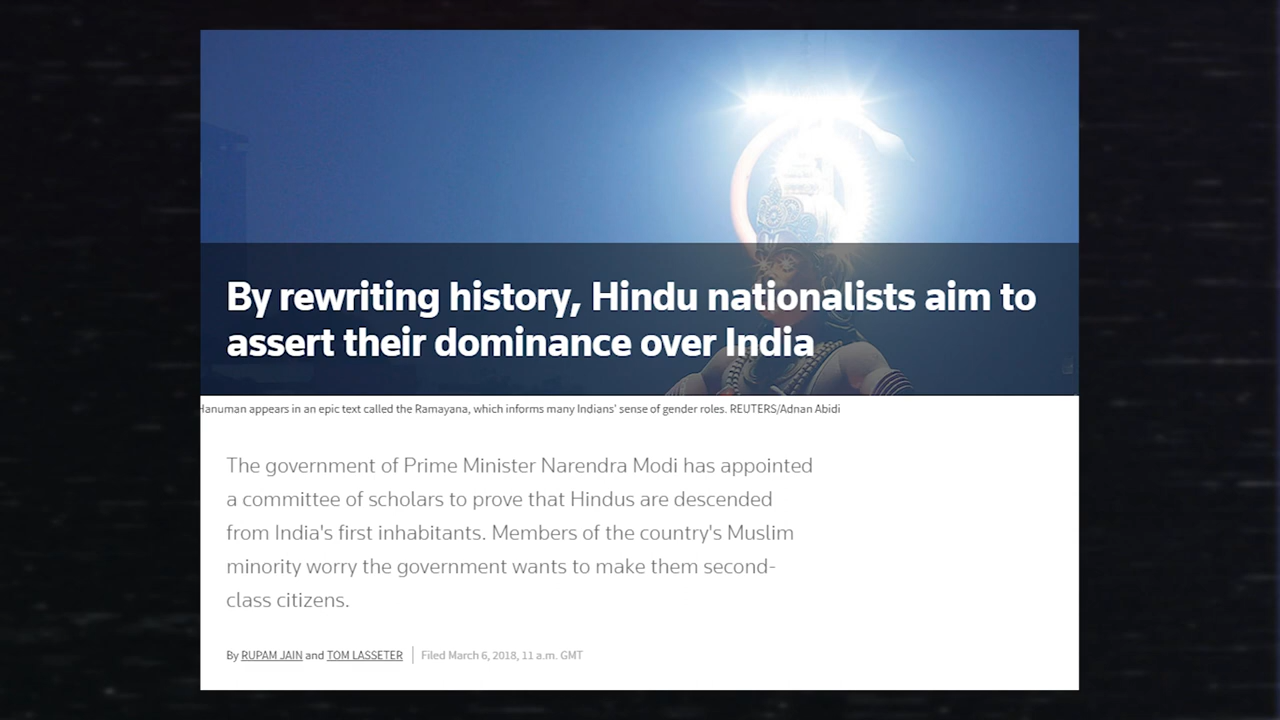 By rewriting history, Hindu nationalists aim to
assert their dominance over India
Hanuman appears in an epic text called the Ramayana, which informs many Indians' sense of gender roles. REUTERS/Adnan Abidi
The government of Prime Minister Narendra Modi has appointed
a committee of scholars to prove that Hindus are descended
from India's first inhabitants. Members of the country's Muslim
minority worry the government wants to make them second-
class citizens.
By RUPAM JAIN and TOM LASSETER | Filed March 6, 2018, 11 a.m. GMT